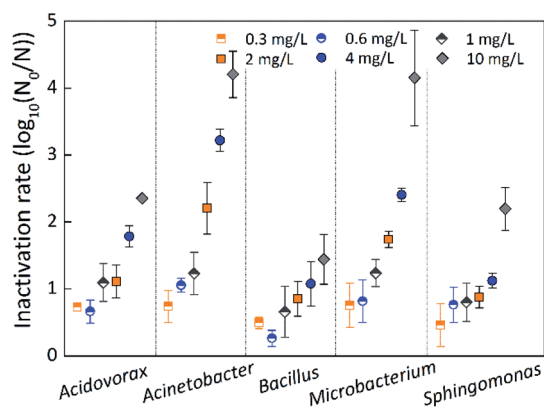 Inactivation rate (log10(N0/N))
5
4
3
2
1
0
0.3 mg/L 0.6 mg/L 1 mg/L
2 mg/L 4 mg/L 10 mg/L
Acidovorax
Acinetobacter
Bacillus
Microbacterium
Sphingomonas